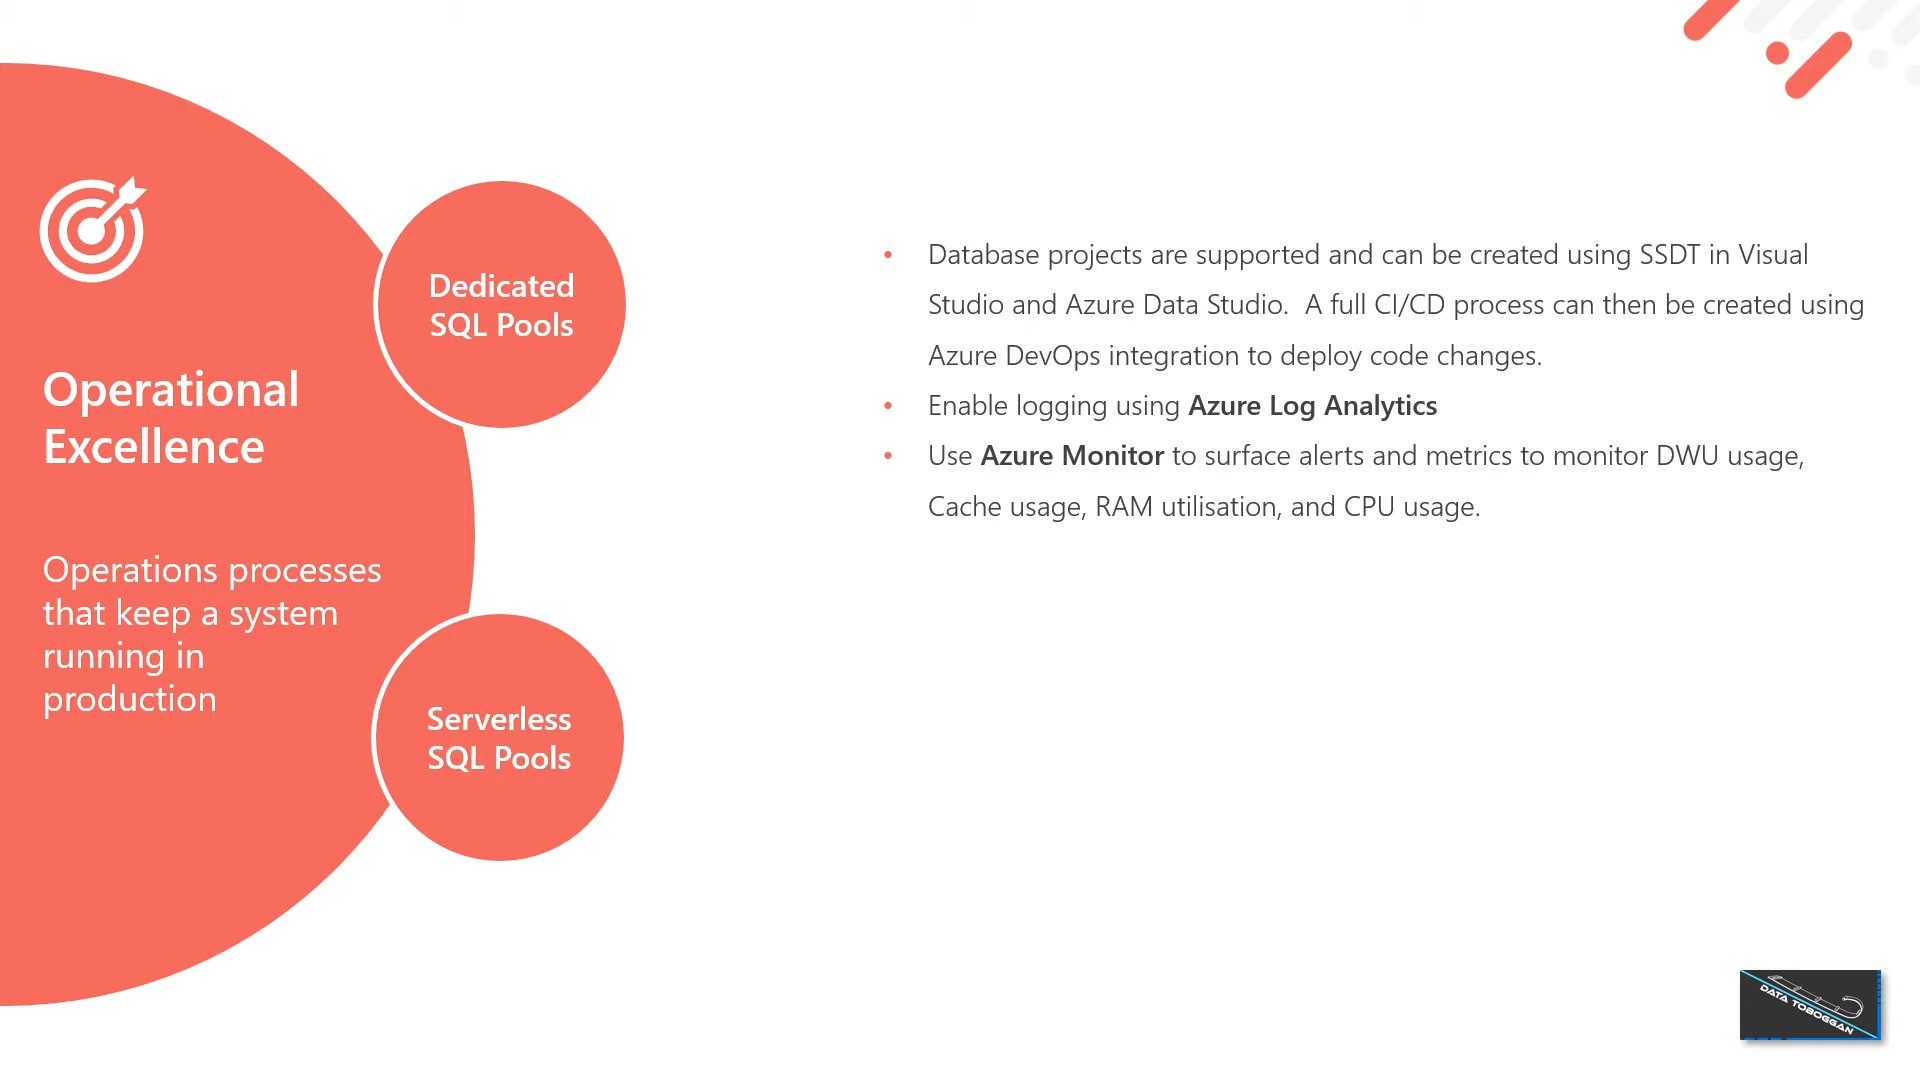 Operational
Excellence
Operations processes
that keep a system
running in
production
Dedicated
SQL Pools
Serverless
SQL Pools
• Database projects are supported and can be created using SSDT in Visual
Studio and Azure Data Studio.  A full CI/CD process can then be created using
Azure DevOps integration to deploy code changes.
• Enable logging using Azure Log Analytics
• Use Azure Monitor to surface alerts and metrics to monitor DWU usage,
Cache usage, RAM utilisation, and CPU usage.
DATA TOBOGGAN